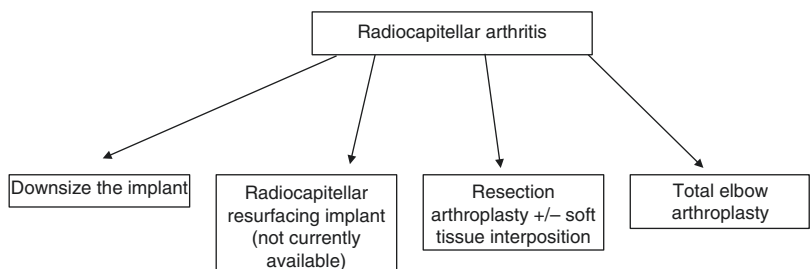 Radiocapitellar arthritis
Downsize the implant
Radiocapitellar
resurfacing implant
(not currently
available)
Resection
arthroplasty +/– soft
tissue interposition
Total elbow
arthroplasty